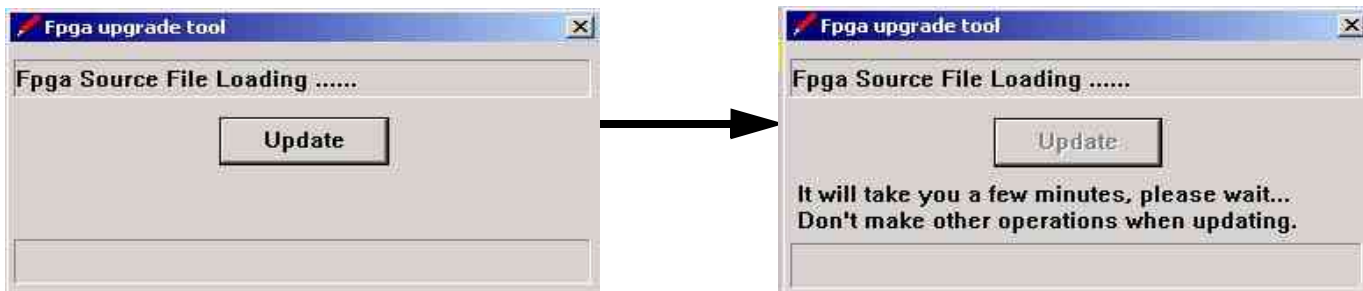 Fpga upgrade tool
Fpga Source File Loading ......
Update
Fpga upgrade tool
Fpga Source File Loading ......
Update
It will take you a few minutes, please wait...
Don't make other operations when updating.